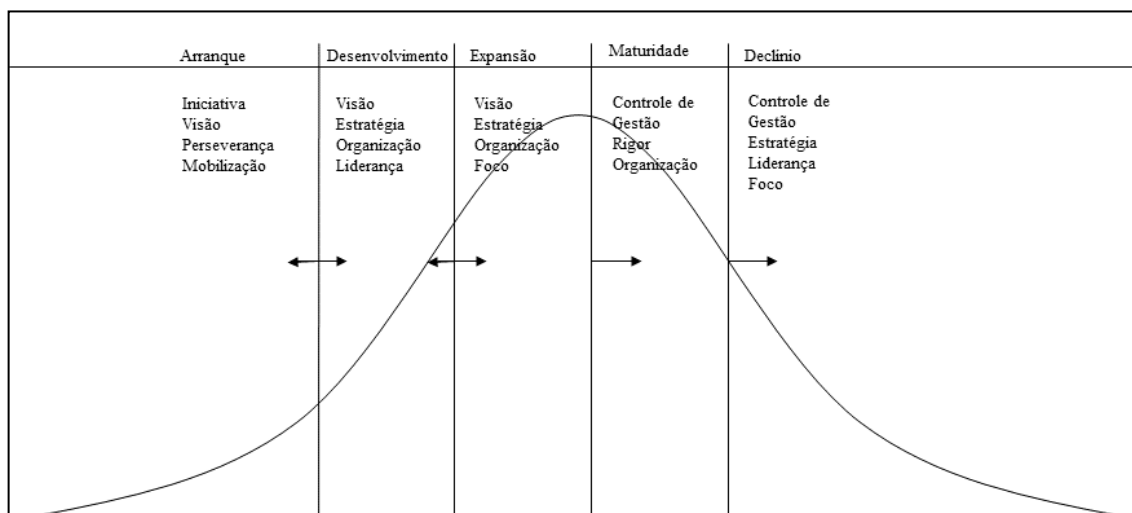 Arranque
Desenvolvimento
Expansão
Maturidade
Declínio
Iniciativa
Visão
Perseverança
Mobilização
Visão
Estratégia
Organização
Liderança
Visão
Estratégia
Organização
Foco
Controle de
Gestão
Rigor
Organização
Controle de
Gestão
Estratégia
Liderança
Foco